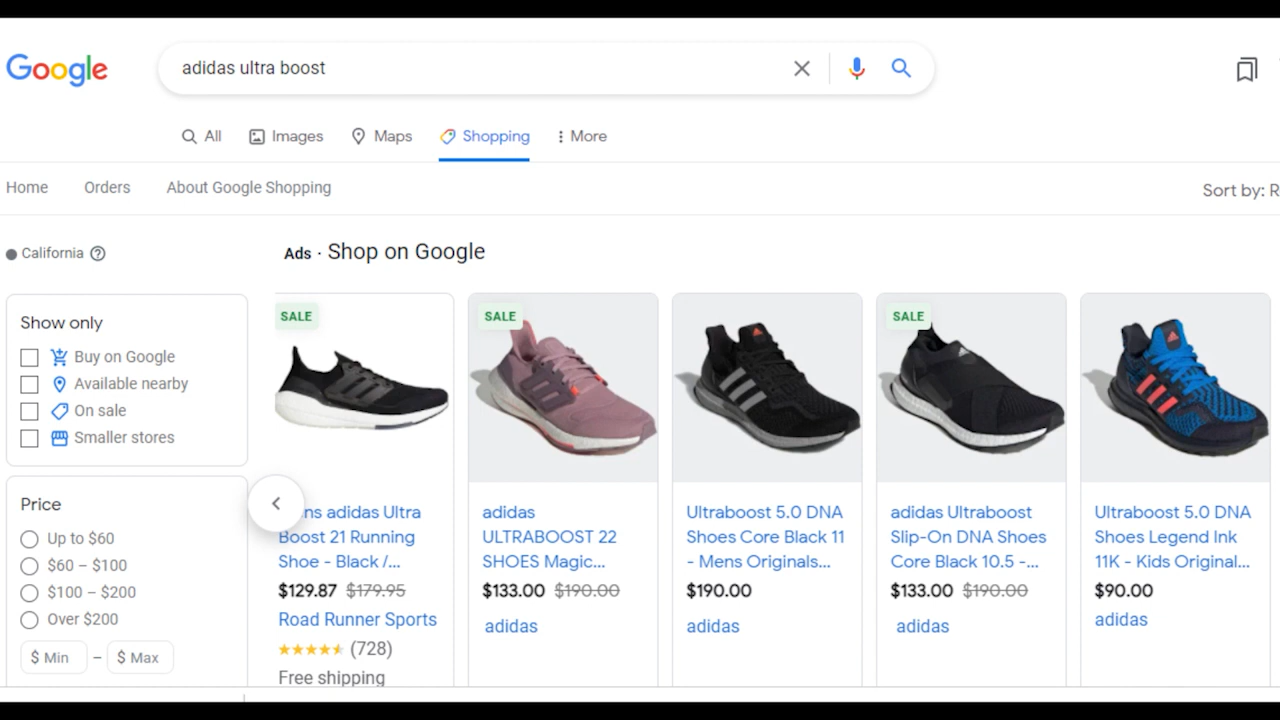 Google
adidas ultra boost
All Images Maps Shopping More
Home Orders About Google Shopping
Sort by: R
California
Ads · Shop on Google
Show only
Buy on Google
Available nearby
On sale
Smaller stores
Price
Up to $60
$60 – $100
$100 – $200
Over $200
$ Min – $ Max
SALE
adidas Ultra
Boost 21 Running
Shoe - Black /...
$129.87 $179.95
Road Runner Sports
(728)
Free shipping
SALE
adidas
ULTRABOOST 22
SHOES Magic...
$133.00 $190.00
adidas
Ultraboost 5.0 DNA
Shoes Core Black 11
- Mens Originals...
$190.00
adidas
SALE
adidas Ultraboost
Slip-On DNA Shoes
Core Black 10.5 -...
$133.00 $190.00
adidas
Ultraboost 5.0 DNA
Shoes Legend Ink
11K - Kids Original...
$90.00
adidas